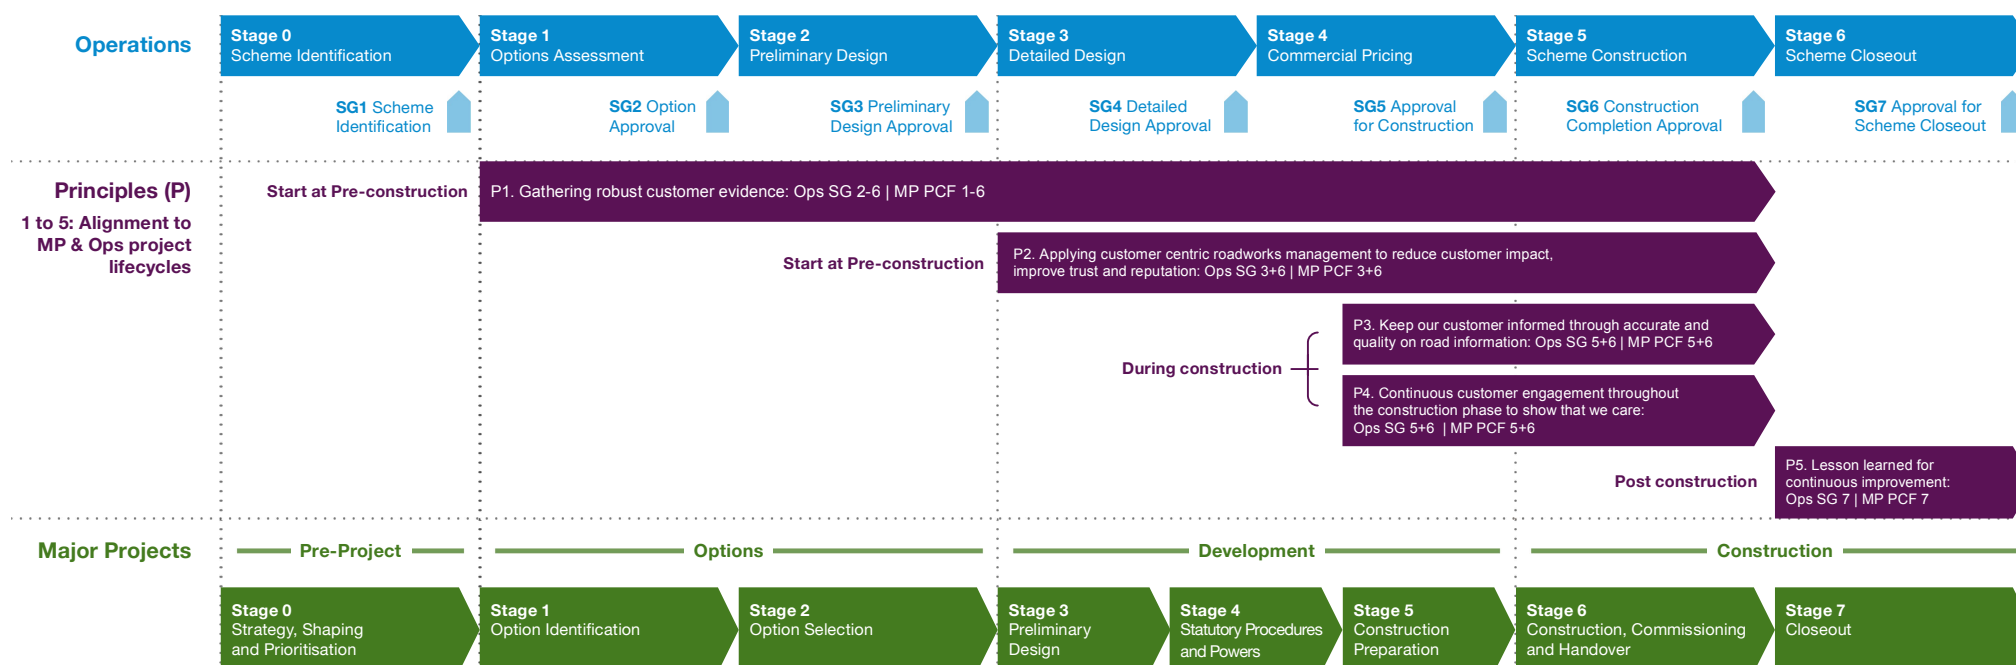 Operations
Stage 0
Scheme Identification
Stage 1
Options Assessment
Stage 2
Preliminary Design
Stage 3
Detailed Design
Stage 4
Commercial Pricing
Stage 5
Scheme Construction
Stage 6
Scheme Closeout
SG1 Scheme
Identification
SG2 Option
Approval
SG3 Preliminary
Design Approval
SG4 Detailed
Design Approval
SG5 Approval
for Construction
SG6 Construction
Completion Approval
SG7 Approval for
Scheme Closeout
Principles (P)
1 to 5: Alignment to
MP & Ops project
lifecycles
Start at Pre-construction
P1. Gathering robust customer evidence: Ops SG 2-6 | MP PCF 1-6
Start at Pre-construction
P2. Applying customer centric roadworks management to reduce customer impact,
improve trust and reputation: Ops SG 3+6 | MP PCF 3+6
During construction
P3. Keep our customer informed through accurate and
quality on road information: Ops SG 5+6 | MP PCF 5+6
P4. Continuous customer engagement throughout
the construction phase to show that we care:
Ops SG 5+6 | MP PCF 5+6
Post construction
P5. Lesson learned for
continuous improvement:
Ops SG 7 | MP PCF 7
Major Projects
Pre-Project
Options
Development
Construction
Stage 0
Strategy, Shaping
and Prioritisation
Stage 1
Option Identification
Stage 2
Option Selection
Stage 3
Preliminary
Design
Stage 4
Statutory Procedures
and Powers
Stage 5
Construction
Preparation
Stage 6
Construction, Commissioning
and Handover
Stage 7
Closeout